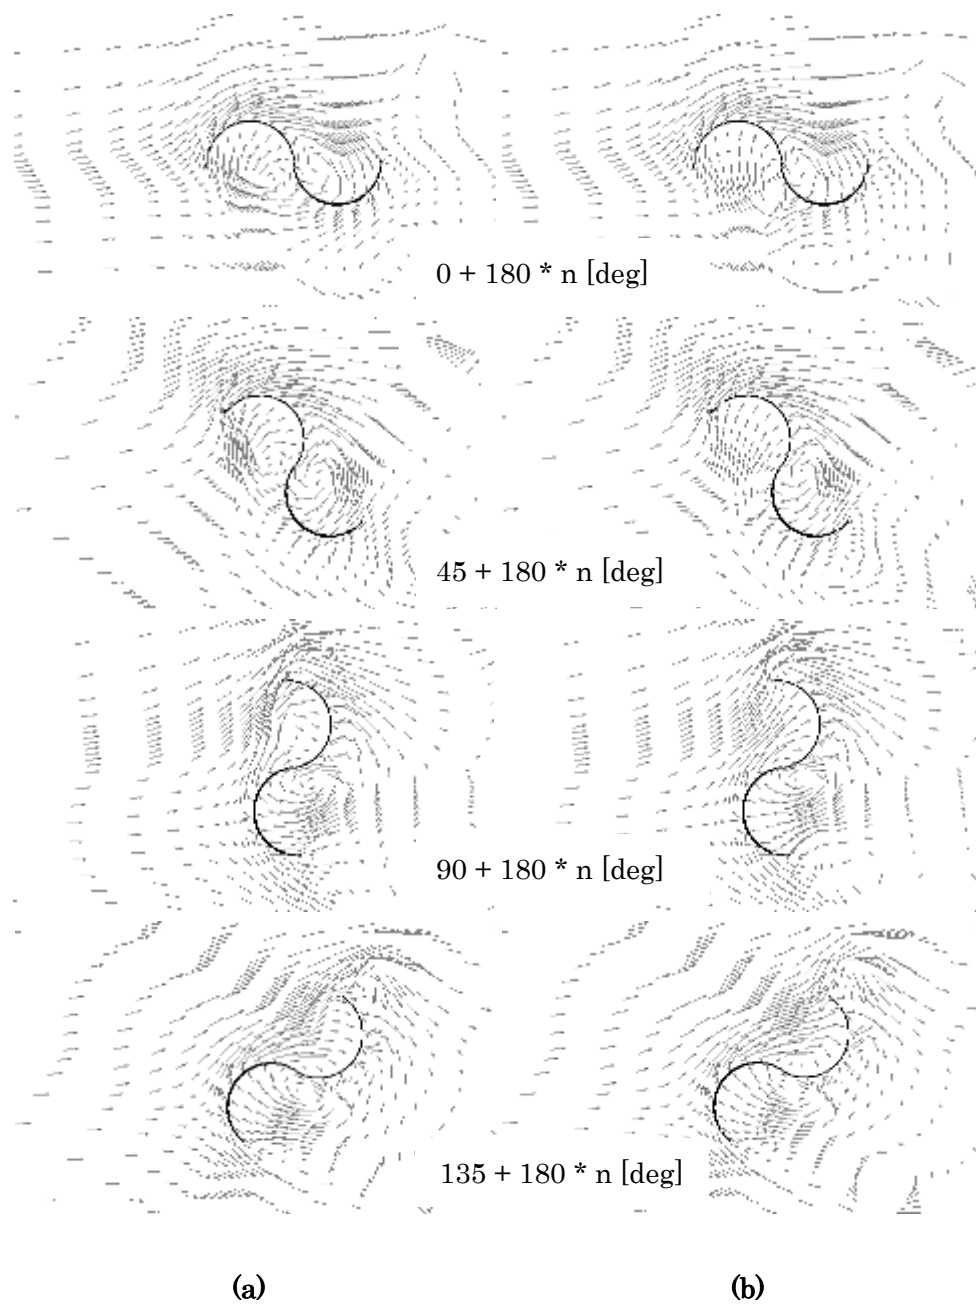 0 + 180 * n [deg]
45 + 180 * n [deg]
90 + 180 * n [deg]
135 + 180 * n [deg]
(a) (b)